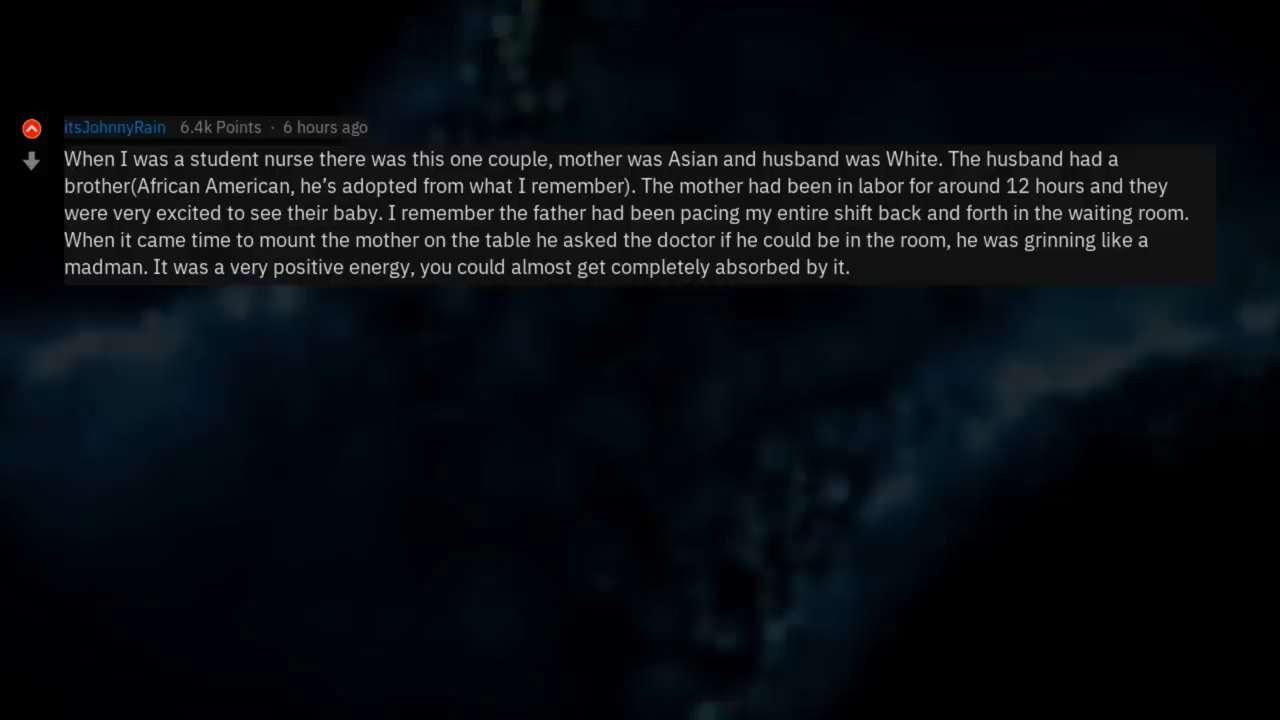 itsJohnnyRain 6.4k Points · 6 hours ago
When I was a student nurse there was this one couple, mother was Asian and husband was White. The husband had a
brother(African American, he’s adopted from what I remember). The mother had been in labor for around 12 hours and they
were very excited to see their baby. I remember the father had been pacing my entire shift back and forth in the waiting room.
When it came time to mount the mother on the table he asked the doctor if he could be in the room, he was grinning like a
madman. It was a very positive energy, you could almost get completely absorbed by it.